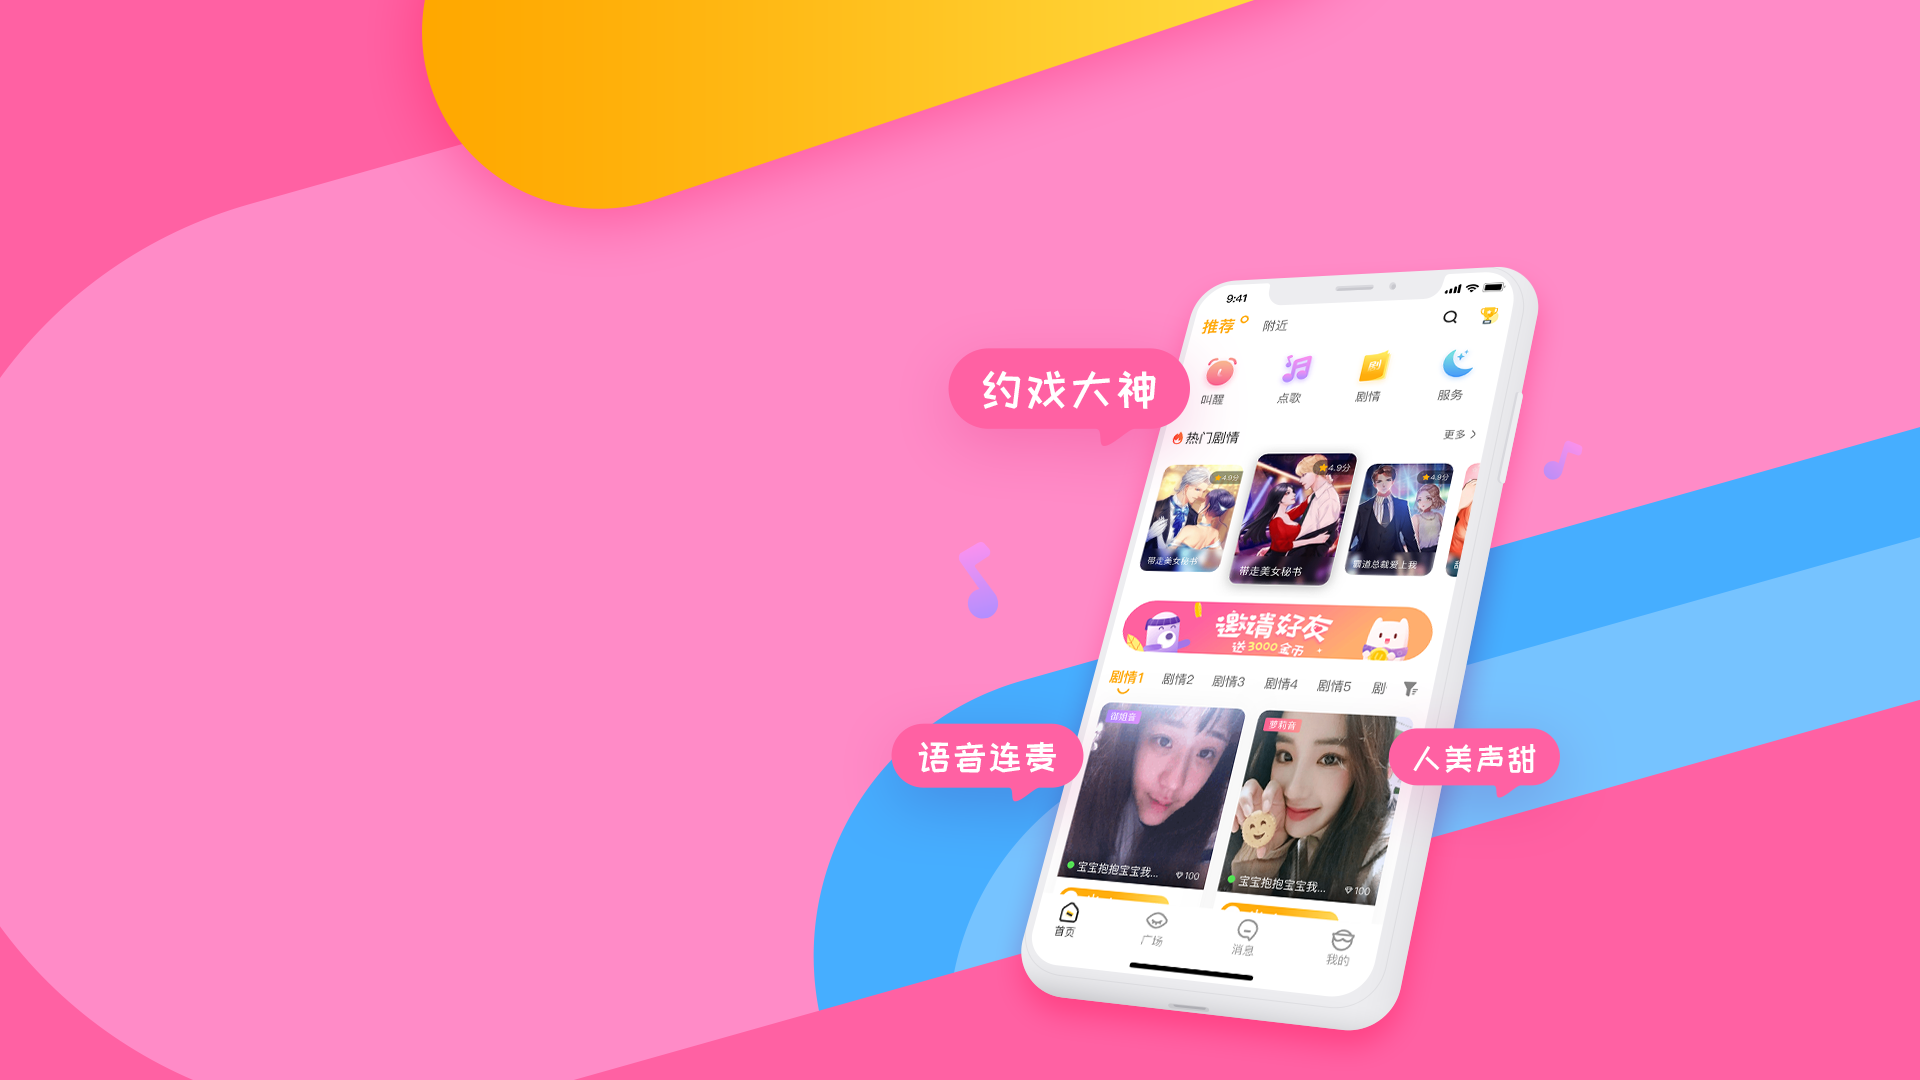 9:41
推荐
附近
约戏大神
叫醒
点歌
剧
剧情
服务
热门剧情
更多
4.9分
4.9分
4.9分
带走美女秘书
带走美女秘书
霸道总裁爱上我
邀请好友
送3000金币
剧情1
剧情2
剧情3
剧情4
剧情5
剧
御姐音
萝莉音
语音连麦
人美声甜
宝宝抱抱宝宝我...
100
宝宝抱抱宝宝我...
100
首页
广场
消息
我的